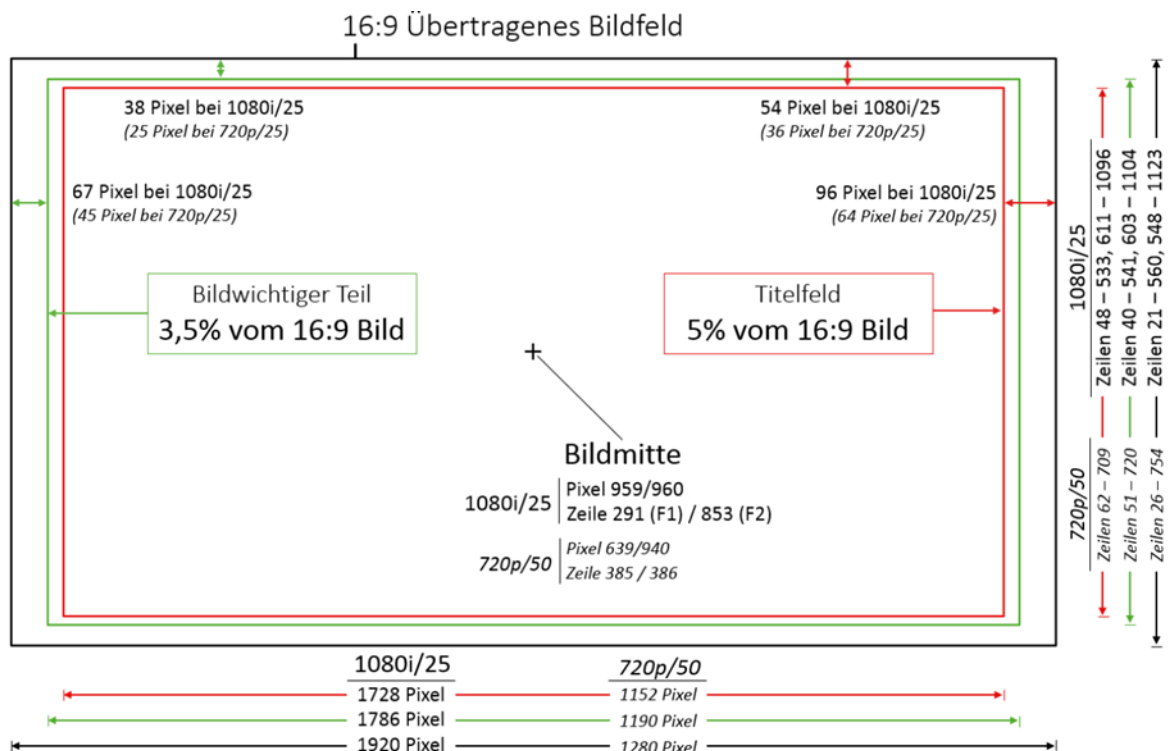 16:9 Übertragenes Bildfeld
38 Pixel bei 1080i/25
(25 Pixel bei 720p/25)
54 Pixel bei 1080i/25
(36 Pixel bei 720p/25)
67 Pixel bei 1080i/25
(45 Pixel bei 720p/25)
96 Pixel bei 1080i/25
(64 Pixel bei 720p/25)
Bildwichtiger Teil
3,5% vom 16:9 Bild
Titelfeld
5% vom 16:9 Bild
Bildmitte
1080i/25
Pixel 959/960
Zeile 291 (F1) / 853 (F2)
720p/50
Pixel 639/940
Zeile 385 / 386
1080i/25
Zeilen 48 – 533, 611 – 1096
Zeilen 40 – 541, 603 – 1104
Zeilen 21 – 560, 548 – 1123
720p/50
Zeilen 62 – 709
Zeilen 51 – 720
Zeilen 26 – 754
1080i/25 720p/50
1728 Pixel 1152 Pixel
1786 Pixel 1190 Pixel
1920 Pixel 1280 Pixel